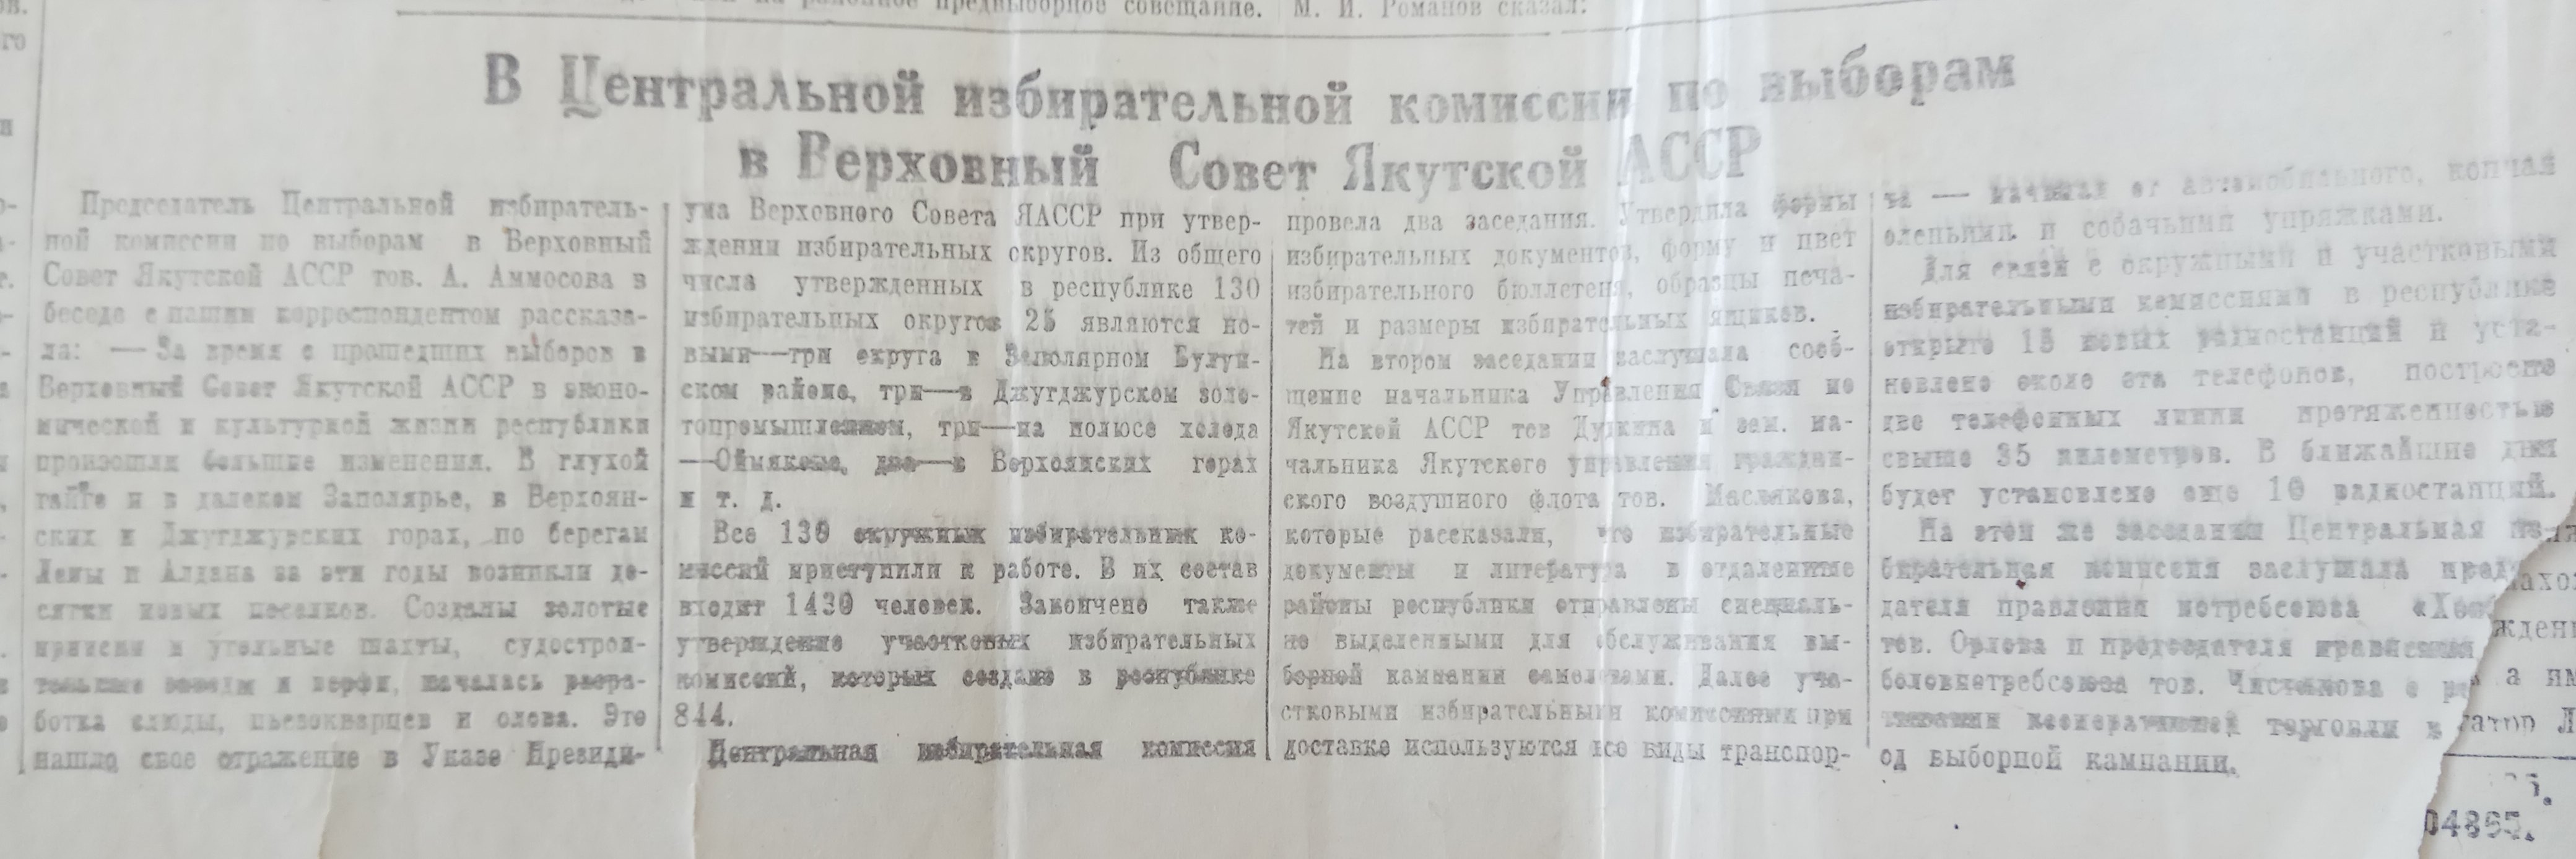 районное предвыборное совещание. М. И. Романов сказал:
В Центральной избирательной комиссии по выборам
в Верховный Совет Якутской АССР
Председатель Центральной избиратель-
ной комиссии по выборам в Верховный
Совет Якутской АССР тов. А. Аммосова в
беседе с нашим корреспондентом рассказа-
ла: — За время с прошедших выборов в
Верховный Совет Якутской АССР в эконо-
мической и культурной жизни республики
произошли большие изменения. В глухой
тайге и в далеком Заполярье, в Верхоян-
ских и Джугджурских горах, по берегам
Лены и Алдана за эти годы возникли де-
сятки новых поселков. Созданы золотые
прииски и угольные шахты, судострои-
тельные заводы и верфи, началась разра-
ботка слюды, пьезокварцев и олова. Это
нашло свое отражение в Указе Президи-
ума Верховного Совета ЯАССР при утвер-
ждении избирательных округов. Из общего
числа утвержденных в республике 130
избирательных округов 25 являются но-
выми—три округа в Заполярном Булун-
ском районе, три—в Джугджурском золо-
топромышленном, три—на полюсе холода
—Оймяконе, два—в Верхоянских горах
и т. д.
Все 130 окружных избирательных ко-
миссий приступили к работе. В их состав
входит 1430 человек. Закончено также
утверждение участковых избирательных
комиссий, которых создано в республике
844.
Центральная избирательная комиссия
провела два заседания. Утвердила формы
избирательных документов, форму и цвет
избирательного бюллетеня, образцы печа-
тей и размеры избирательных ящиков.
На втором заседании заслушала сооб-
щение начальника Управления Связи по
Якутской АССР тов Дудкина и зам. на-
чальника Якутского управления граждан-
ского воздушного флота тов. Маслякова,
которые рассказали, что избирательные
документы и литература в отдаленные
районы республики отправлены специаль-
но выделенными для обслуживания вы-
борной кампании самолетами. Далее уча-
стковыми избирательными комиссиями при
доставке используются все виды транспор-
та — начиная от автомобильного, кончая
оленьими и собачьими упряжками.
Для связи с окружными и участковыми
избирательными комиссиями в республике
открыто 15 новых радиостанций и уста-
новлено около ста телефонов, построено
две телефонных линии протяженностью
свыше 35 километров. В ближайшие дни
будет установлено еще 10 радиостанций.
На этом же заседании Центральная из-
бирательная комиссия заслушала пред
дателя правления потребсоюза
тов. Орлова и председателя правления
тов. Чистякова о
кооперативной торговли в
од выборной кампании.
04865.